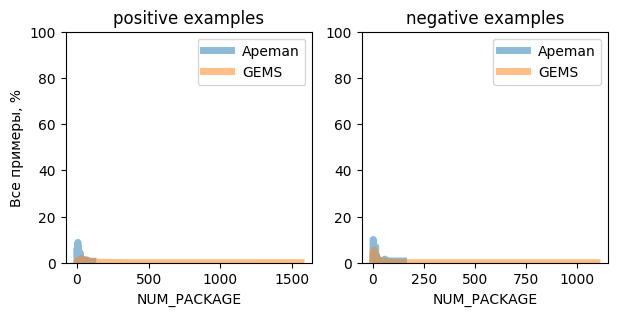 positive examples
negative examples
100
80
60
40
20
0
Все примеры, %
Apeman
GEMS
0
500
1000
1500
NUM_PACKAGE
100
80
60
40
20
0
Apeman
GEMS
0
250
500
750
1000
NUM_PACKAGE